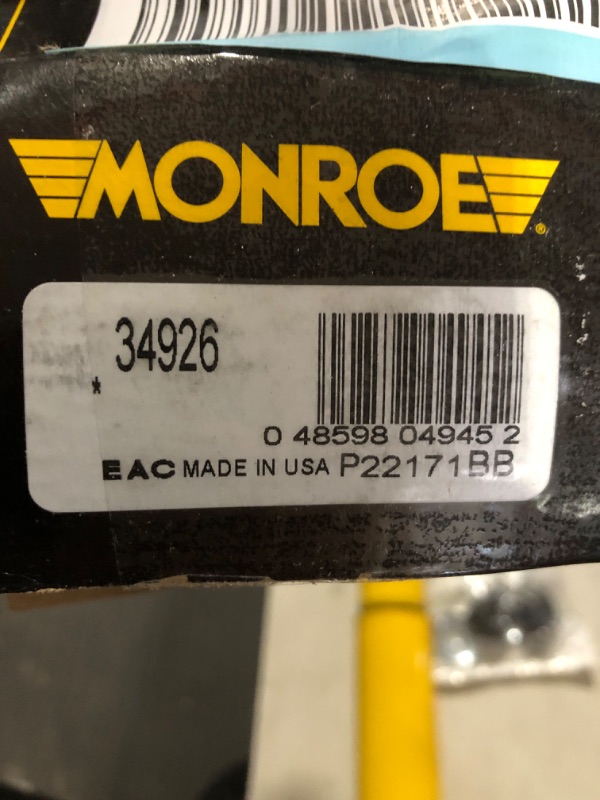 MONROE
34926
*
0 48598 04945 2
EAC MADE IN USA P22171BB